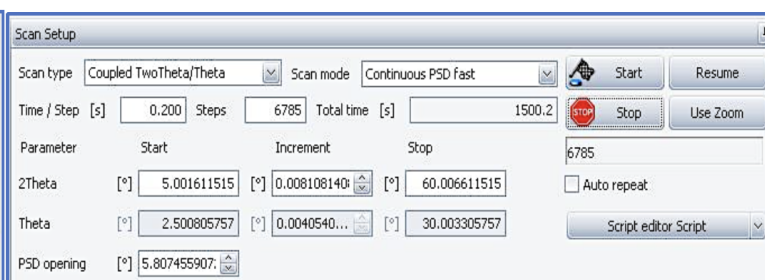 Scan Setup
Scan type Coupled TwoTheta/Theta Scan mode Continuous PSD fast Start Resume
Time / Step [s] 0.200 Steps 6785 Total time [s] 1500.2 STOP Stop Use Zoom
Parameter Start Increment Stop 6785
2Theta [°] 5.001611515 [°] 0.008108140 [°] 60.006611515 Auto repeat
Theta [°] 2.500805757 [°] 0.0040540... [°] 30.003305757 Script editor Script
PSD opening [°] 5.807455907